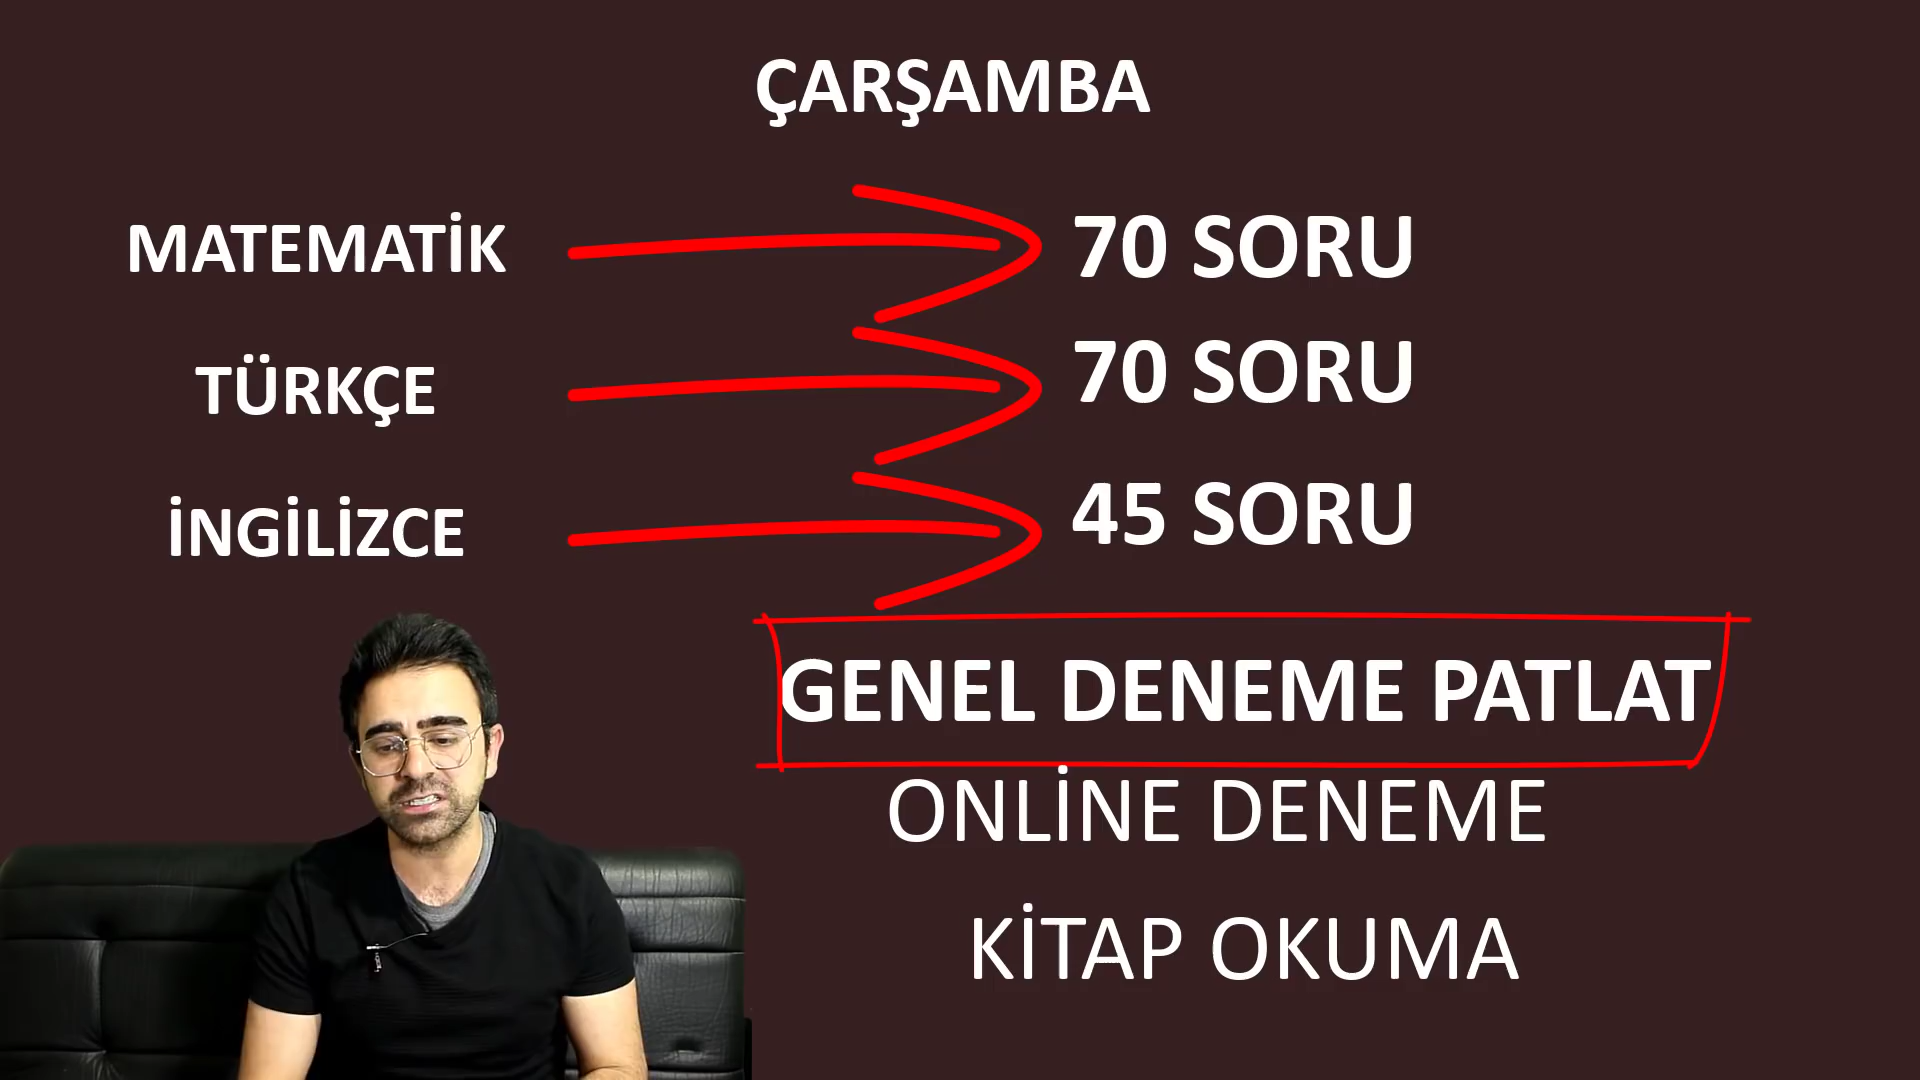 ÇARŞAMBA
MATEMATİK 70 SORU
TÜRKÇE 70 SORU
İNGİLİZCE 45 SORU
GENEL DENEME PATLAT
ONLİNE DENEME
KİTAP OKUMA